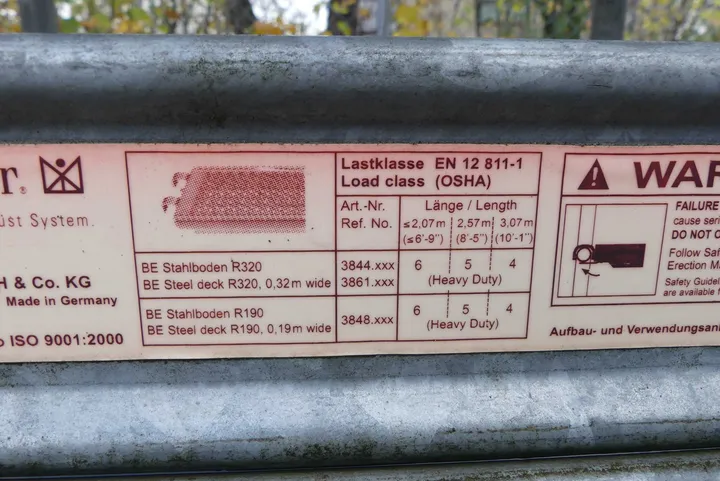 r.®
üst System.
H & Co. KG
Made in Germany
o ISO 9001:2000
Lastklasse EN 12 811-1
Load class (OSHA)
Art.-Nr.
Ref. No.
Länge / Length
≤2,07m 2,57m 3,07m
(≤6'-9") (8'-5") (10'-1")
BE Stahlboden R320
BE Steel deck R320, 0,32m wide
3844.xxx
3861.xxx
6 5 4
(Heavy Duty)
BE Stahlboden R190
BE Steel deck R190, 0,19m wide
3848.xxx
6 5 4
(Heavy Duty)
WAR
FAILURE
cause seri
DO NOT O
Follow Saf
Erection Ma
Safety Guidel
are available f
Aufbau- und Verwendungsan